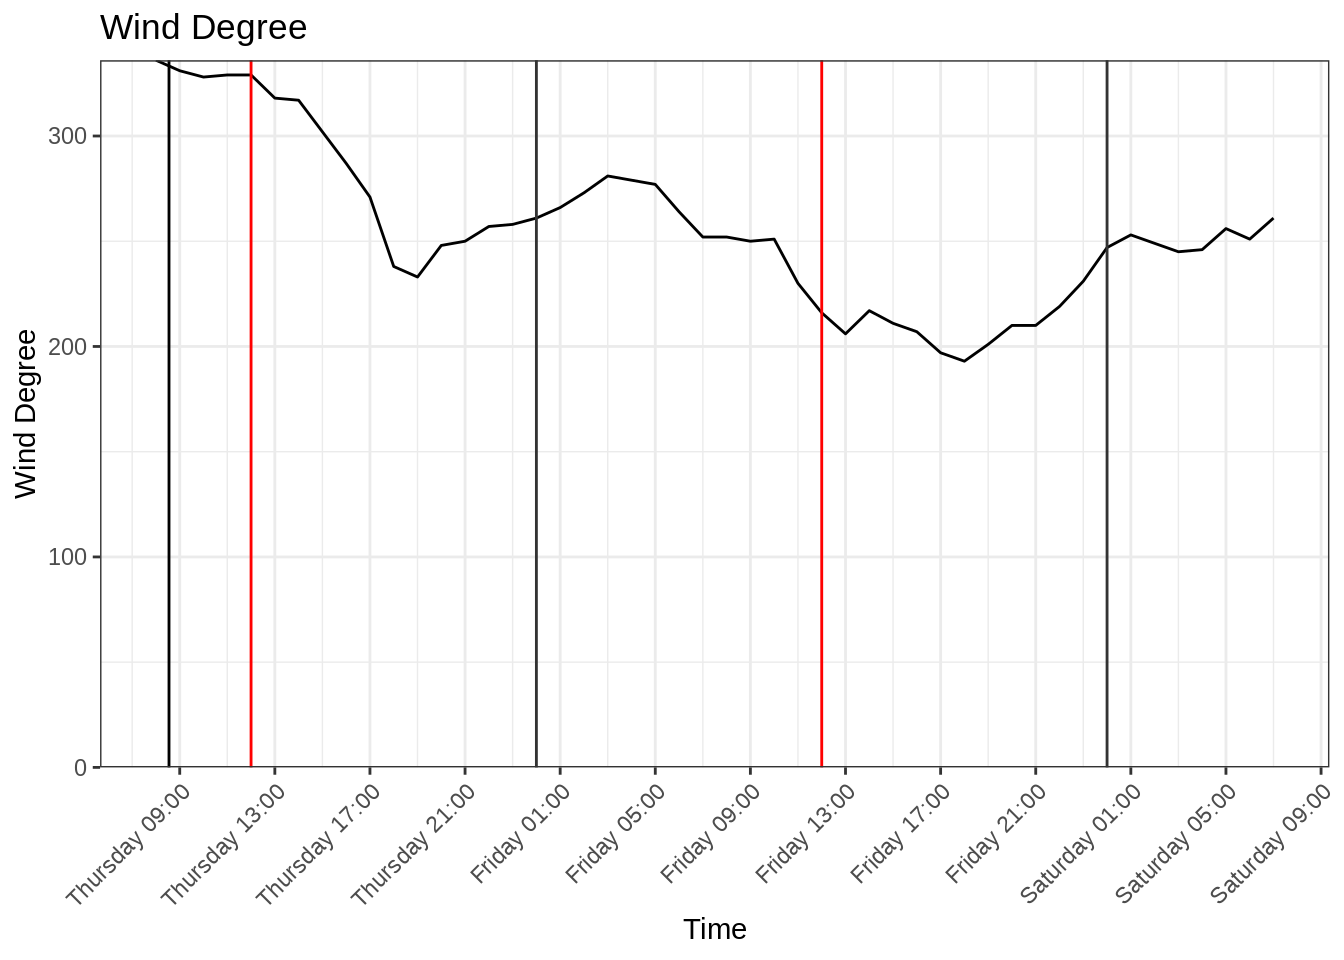 Wind Degree
Wind Degree
300
200
100
0
Thursday 09:00
Thursday 13:00
Thursday 17:00
Thursday 21:00
Friday 01:00
Friday 05:00
Friday 09:00
Friday 13:00
Friday 17:00
Friday 21:00
Saturday 01:00
Saturday 05:00
Saturday 09:00
Time